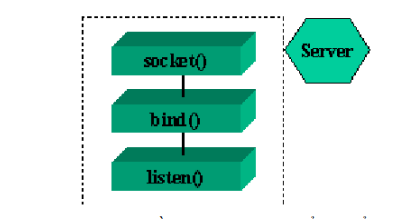 socket()
Server
bind()
listen()